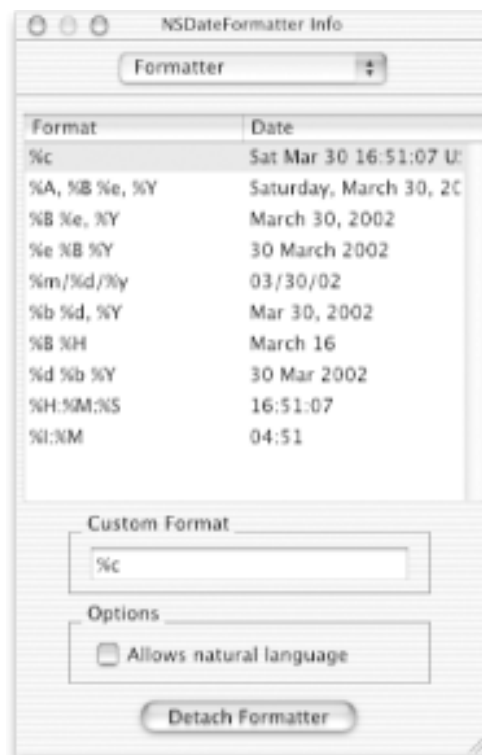 NSDateFormatter Info
Formatter
Format Date
%c Sat Mar 30 16:51:07 U
%A, %B %e, %Y Saturday, March 30, 20
%B %e, %Y March 30, 2002
%e %B %Y 30 March 2002
%m/%d/%y 03/30/02
%b %d, %Y Mar 30, 2002
%B %H March 16
%d %b %Y 30 Mar 2002
%H:%M:%S 16:51:07
%I:%M 04:51
Custom Format
%c
Options
Allows natural language
Detach Formatter